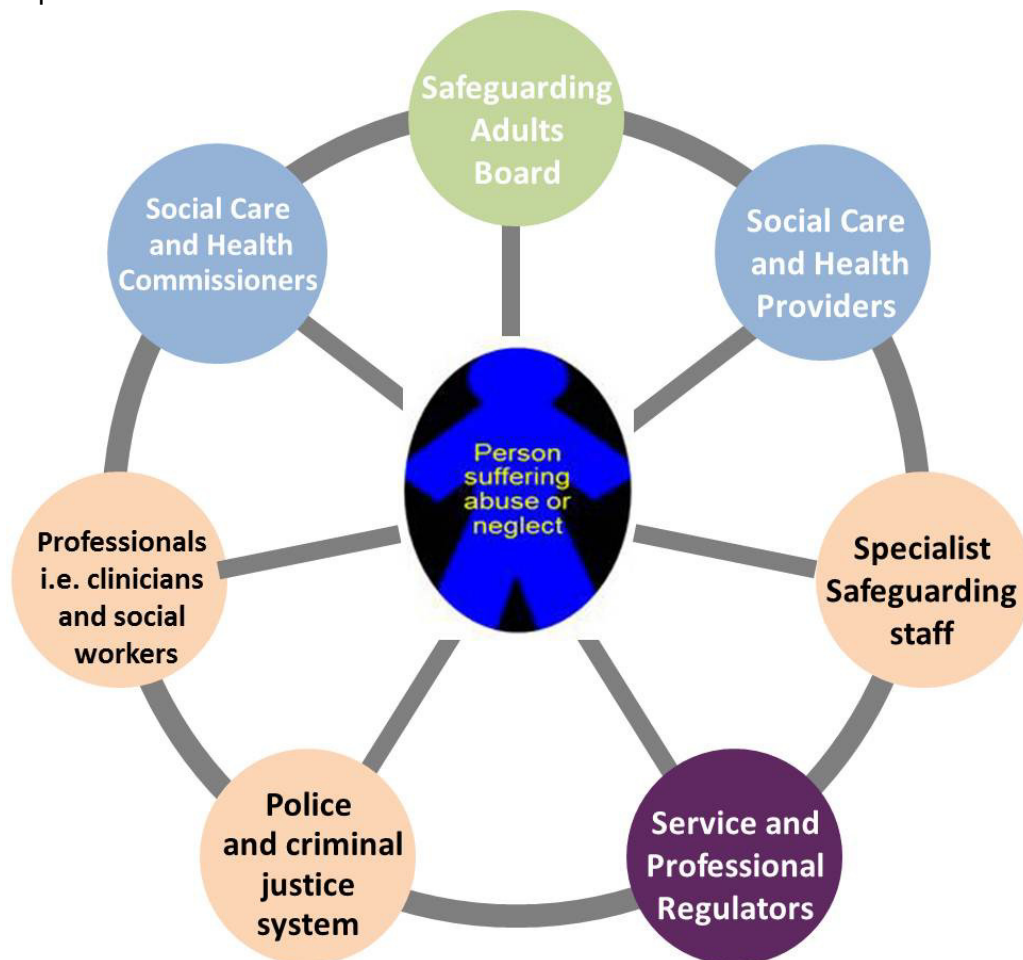 Safeguarding
Adults
Board
Social Care
and Health
Providers
Specialist
Safeguarding
staff
Service and
Professional
Regulators
Police
and criminal
justice
system
Professionals
i.e. clinicians
and social
workers
Social Care
and Health
Commissioners
Person
suffering
abuse or
neglect